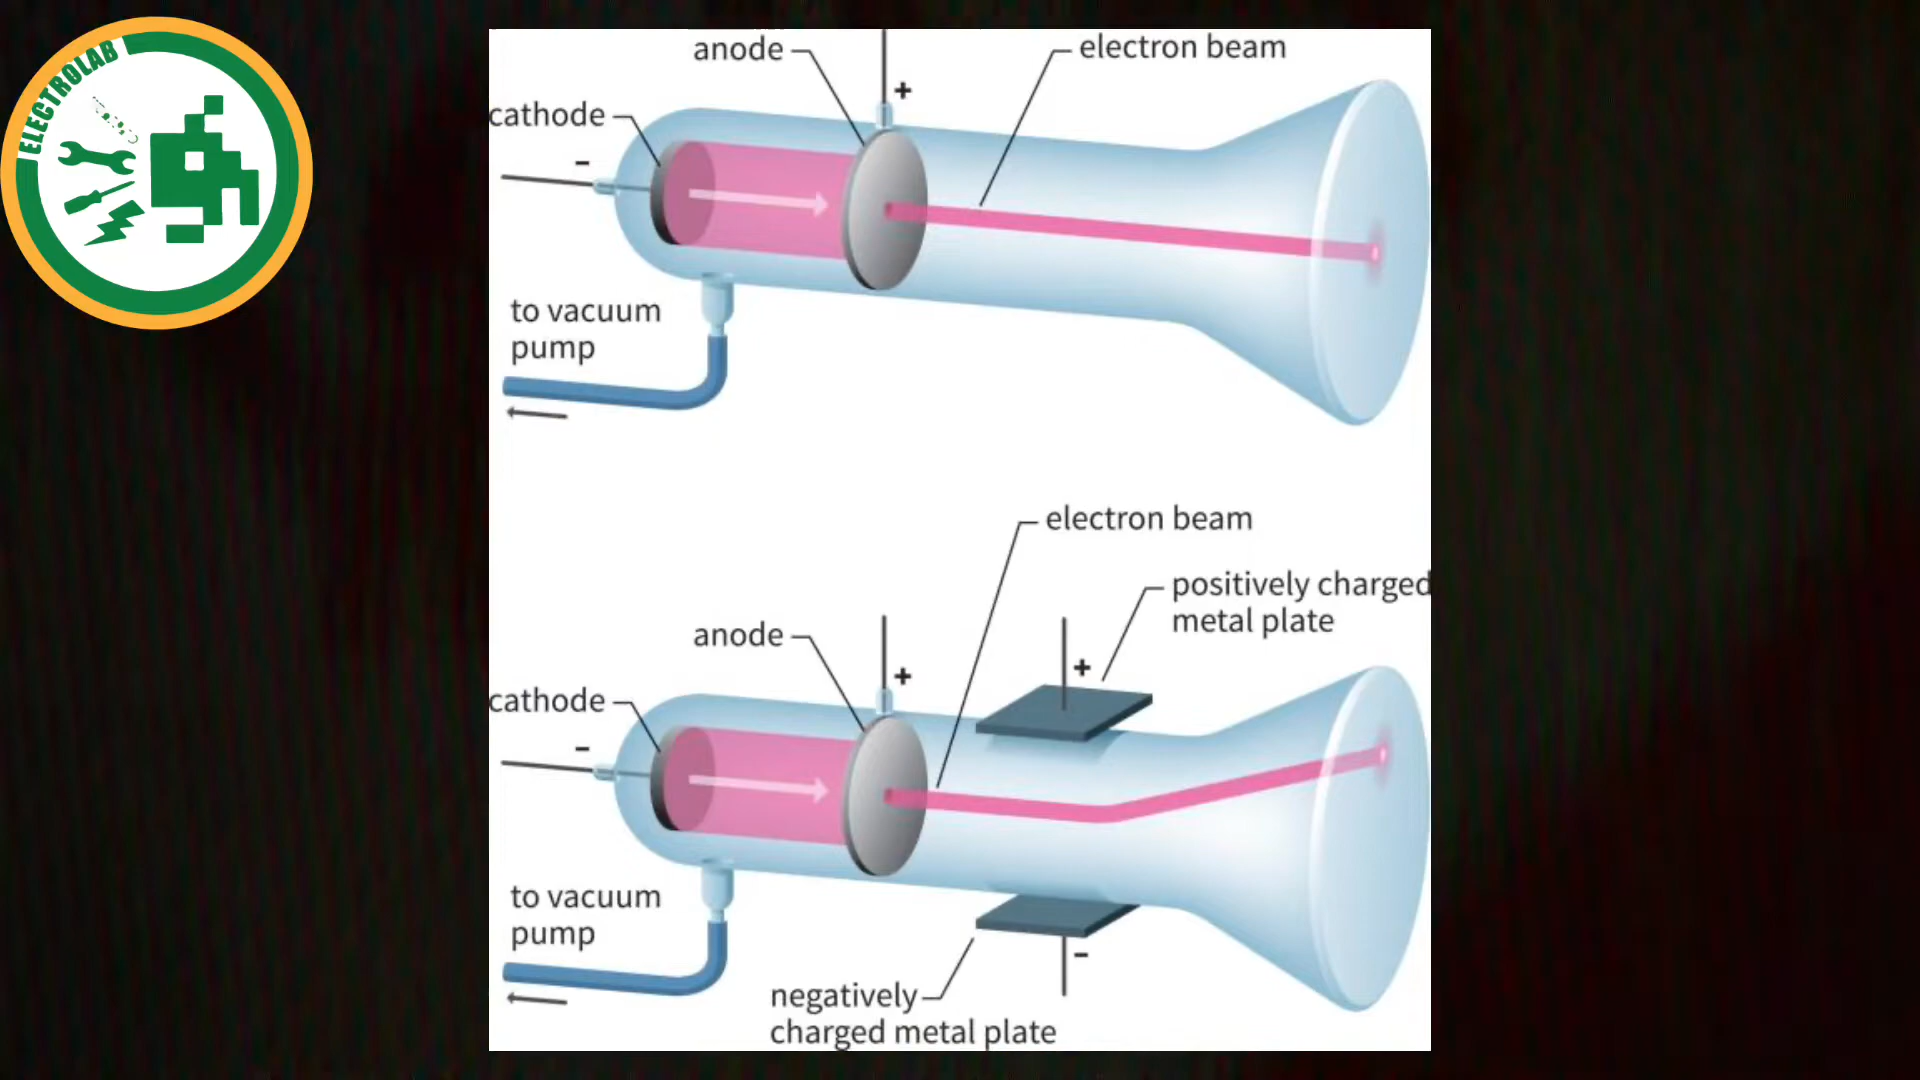 ELECTROLAB
anode
electron beam
+
cathode
-
to vacuum
pump
electron beam
positively charged
metal plate
anode
+
+
cathode
-
to vacuum
pump
-
negatively
charged metal plate